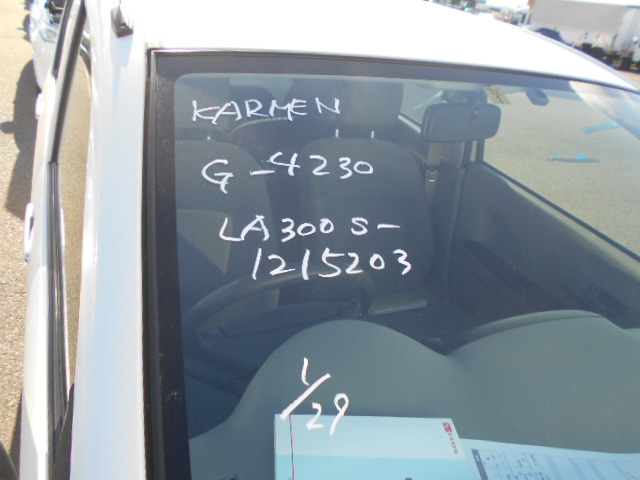 KARMEN
G-4230
LA300S-
1215203
1/29